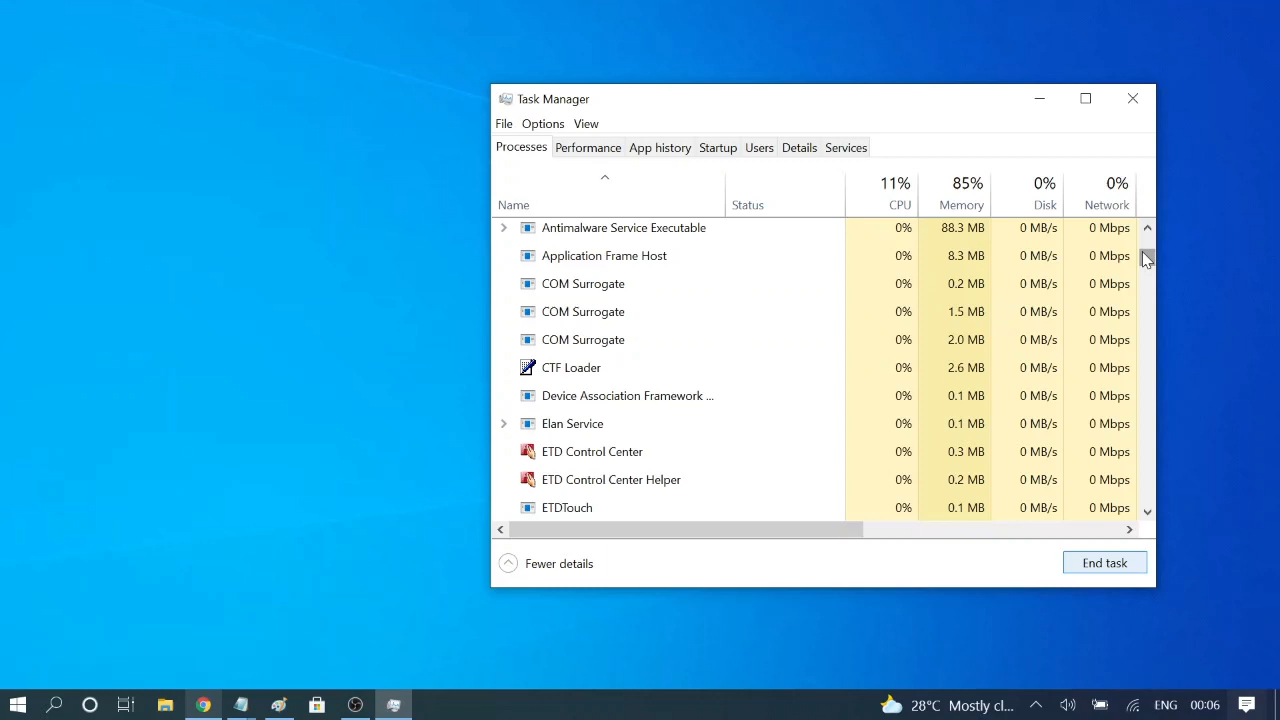 Task Manager
File Options View
Processes Performance App history Startup Users Details Services
11% 85% 0% 0%
Name Status CPU Memory Disk Network
Antimalware Service Executable 0% 88.3 MB 0 MB/s 0 Mbps
Application Frame Host 0% 8.3 MB 0 MB/s 0 Mbps
COM Surrogate 0% 0.2 MB 0 MB/s 0 Mbps
COM Surrogate 0% 1.5 MB 0 MB/s 0 Mbps
COM Surrogate 0% 2.0 MB 0 MB/s 0 Mbps
CTF Loader 0% 2.6 MB 0 MB/s 0 Mbps
Device Association Framework ... 0% 0.1 MB 0 MB/s 0 Mbps
Elan Service 0% 0.1 MB 0 MB/s 0 Mbps
ETD Control Center 0% 0.3 MB 0 MB/s 0 Mbps
ETD Control Center Helper 0% 0.2 MB 0 MB/s 0 Mbps
ETDTouch 0% 0.1 MB 0 MB/s 0 Mbps
Fewer details End task
28°C Mostly cl... ENG 00:06